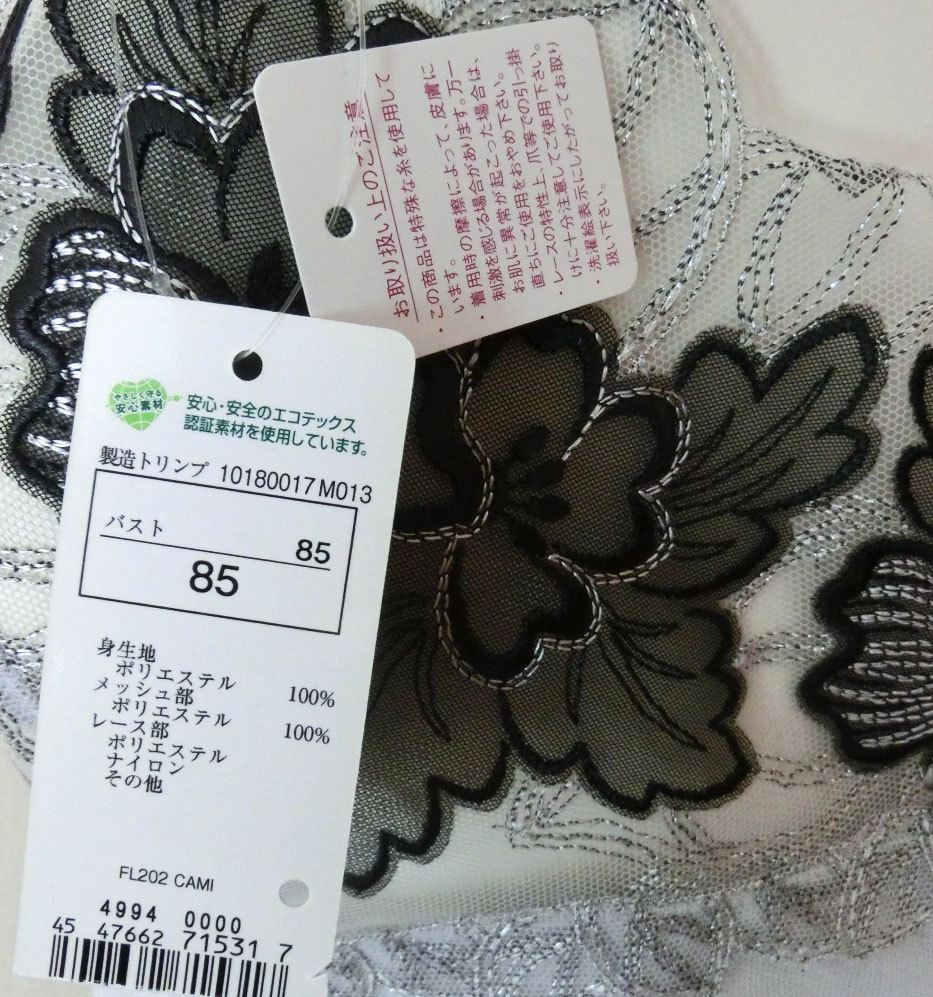 お取り扱い上のご注意
・この商品は特殊な糸を使用して
います。
・着用時の摩擦によって、皮膚に
刺激を感じる場合があります。万一
お肌に異常が起こった場合は、
直ちにご使用をおやめ下さい。
・レースの特性上、爪等での引っ掛
けに十分注意してご使用下さい。
・洗濯絵表示にしたがってお取り
扱い下さい。
やさしく守る
安心素材
安心・安全のエコテックス
認証素材を使用しています。
製造トリンプ 10180017M013
バスト
85
85
身生地
ポリエステル 100%
メッシュ部
ポリエステル 100%
レース部
ポリエステル
ナイロン
その他
FL202 CAMI
4994 0000
45 47662 71531 7